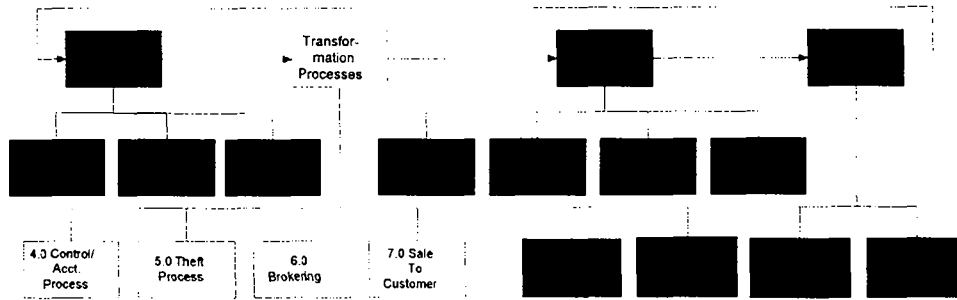 Transfor-
mation
Processes
4.0 Control/
Acct.
Process
5.0 Theft
Process
6.0
Brokering
7.0 Sale
To
Customer